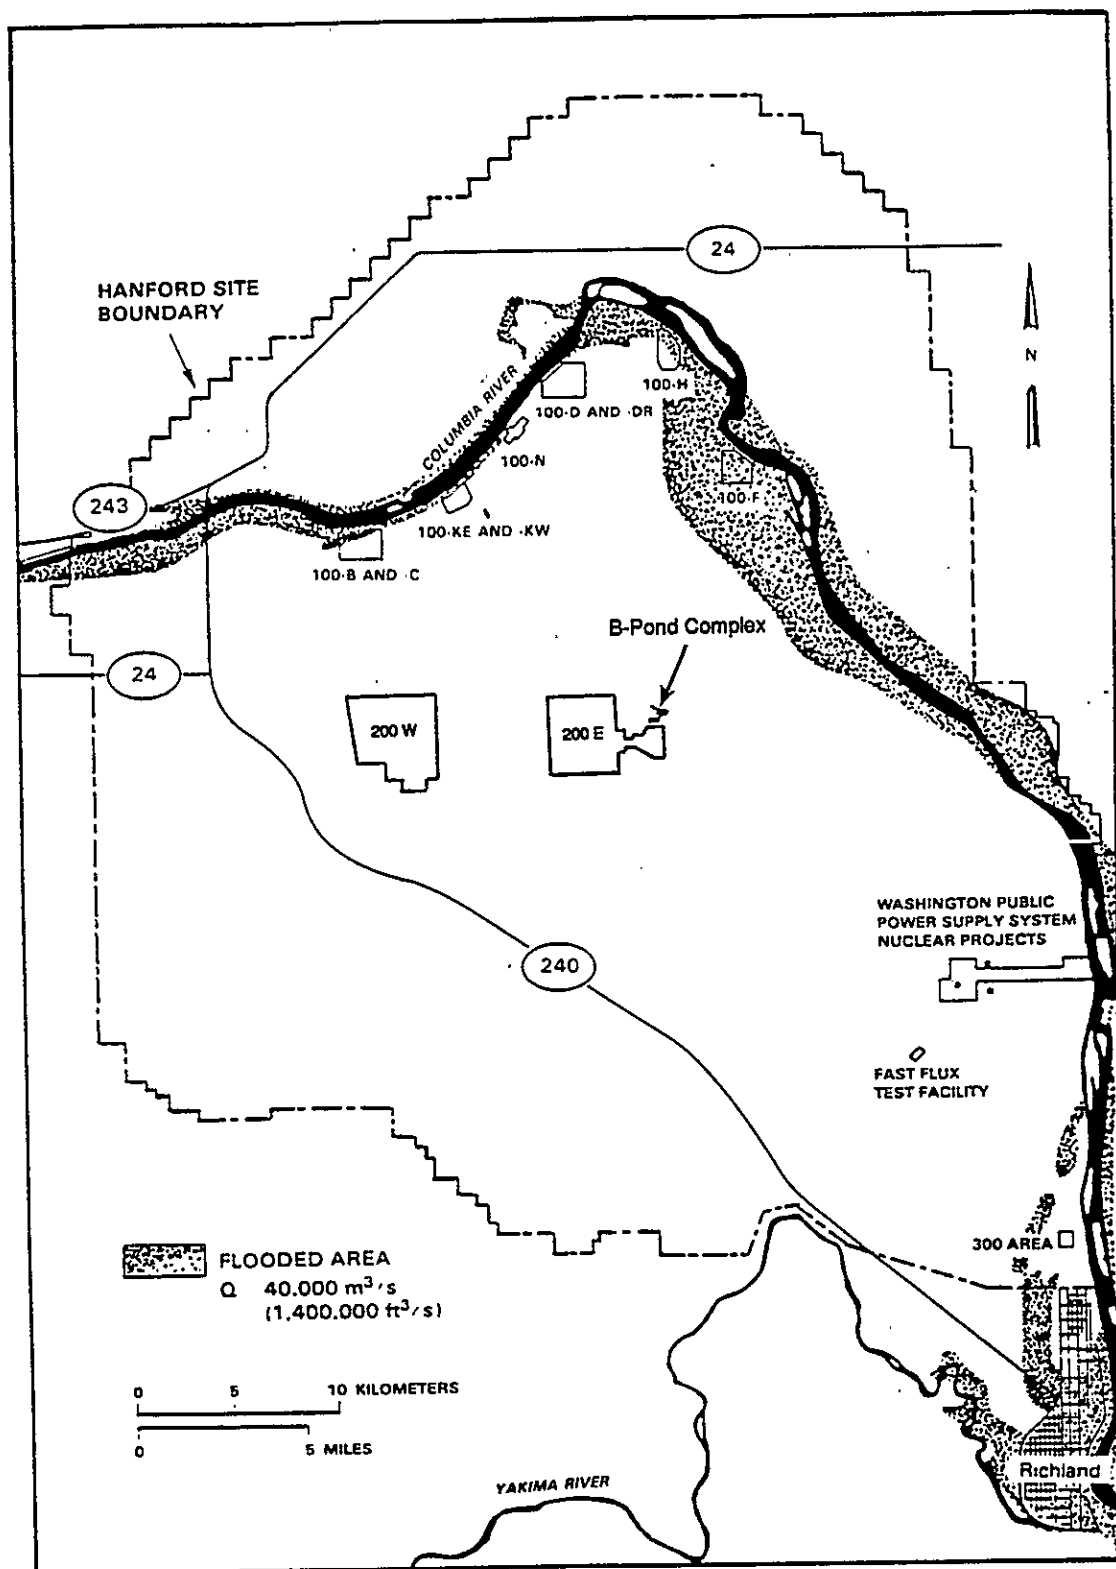 24
HANFORD SITE
BOUNDARY
N
COLUMBIA RIVER
100-H
100-D AND -DR
100-N
243
100-F
100-KE AND -KW
100-B AND -C
B-Pond Complex
24
200 W
200 E
WASHINGTON PUBLIC
POWER SUPPLY SYSTEM
NUCLEAR PROJECTS
240
FAST FLUX
TEST FACILITY
300 AREA
FLOODED AREA
Q 40.000 m³/s
(1.400.000 ft³/s)
0 5 10 KILOMETERS
0 5 MILES
Richland
YAKIMA RIVER